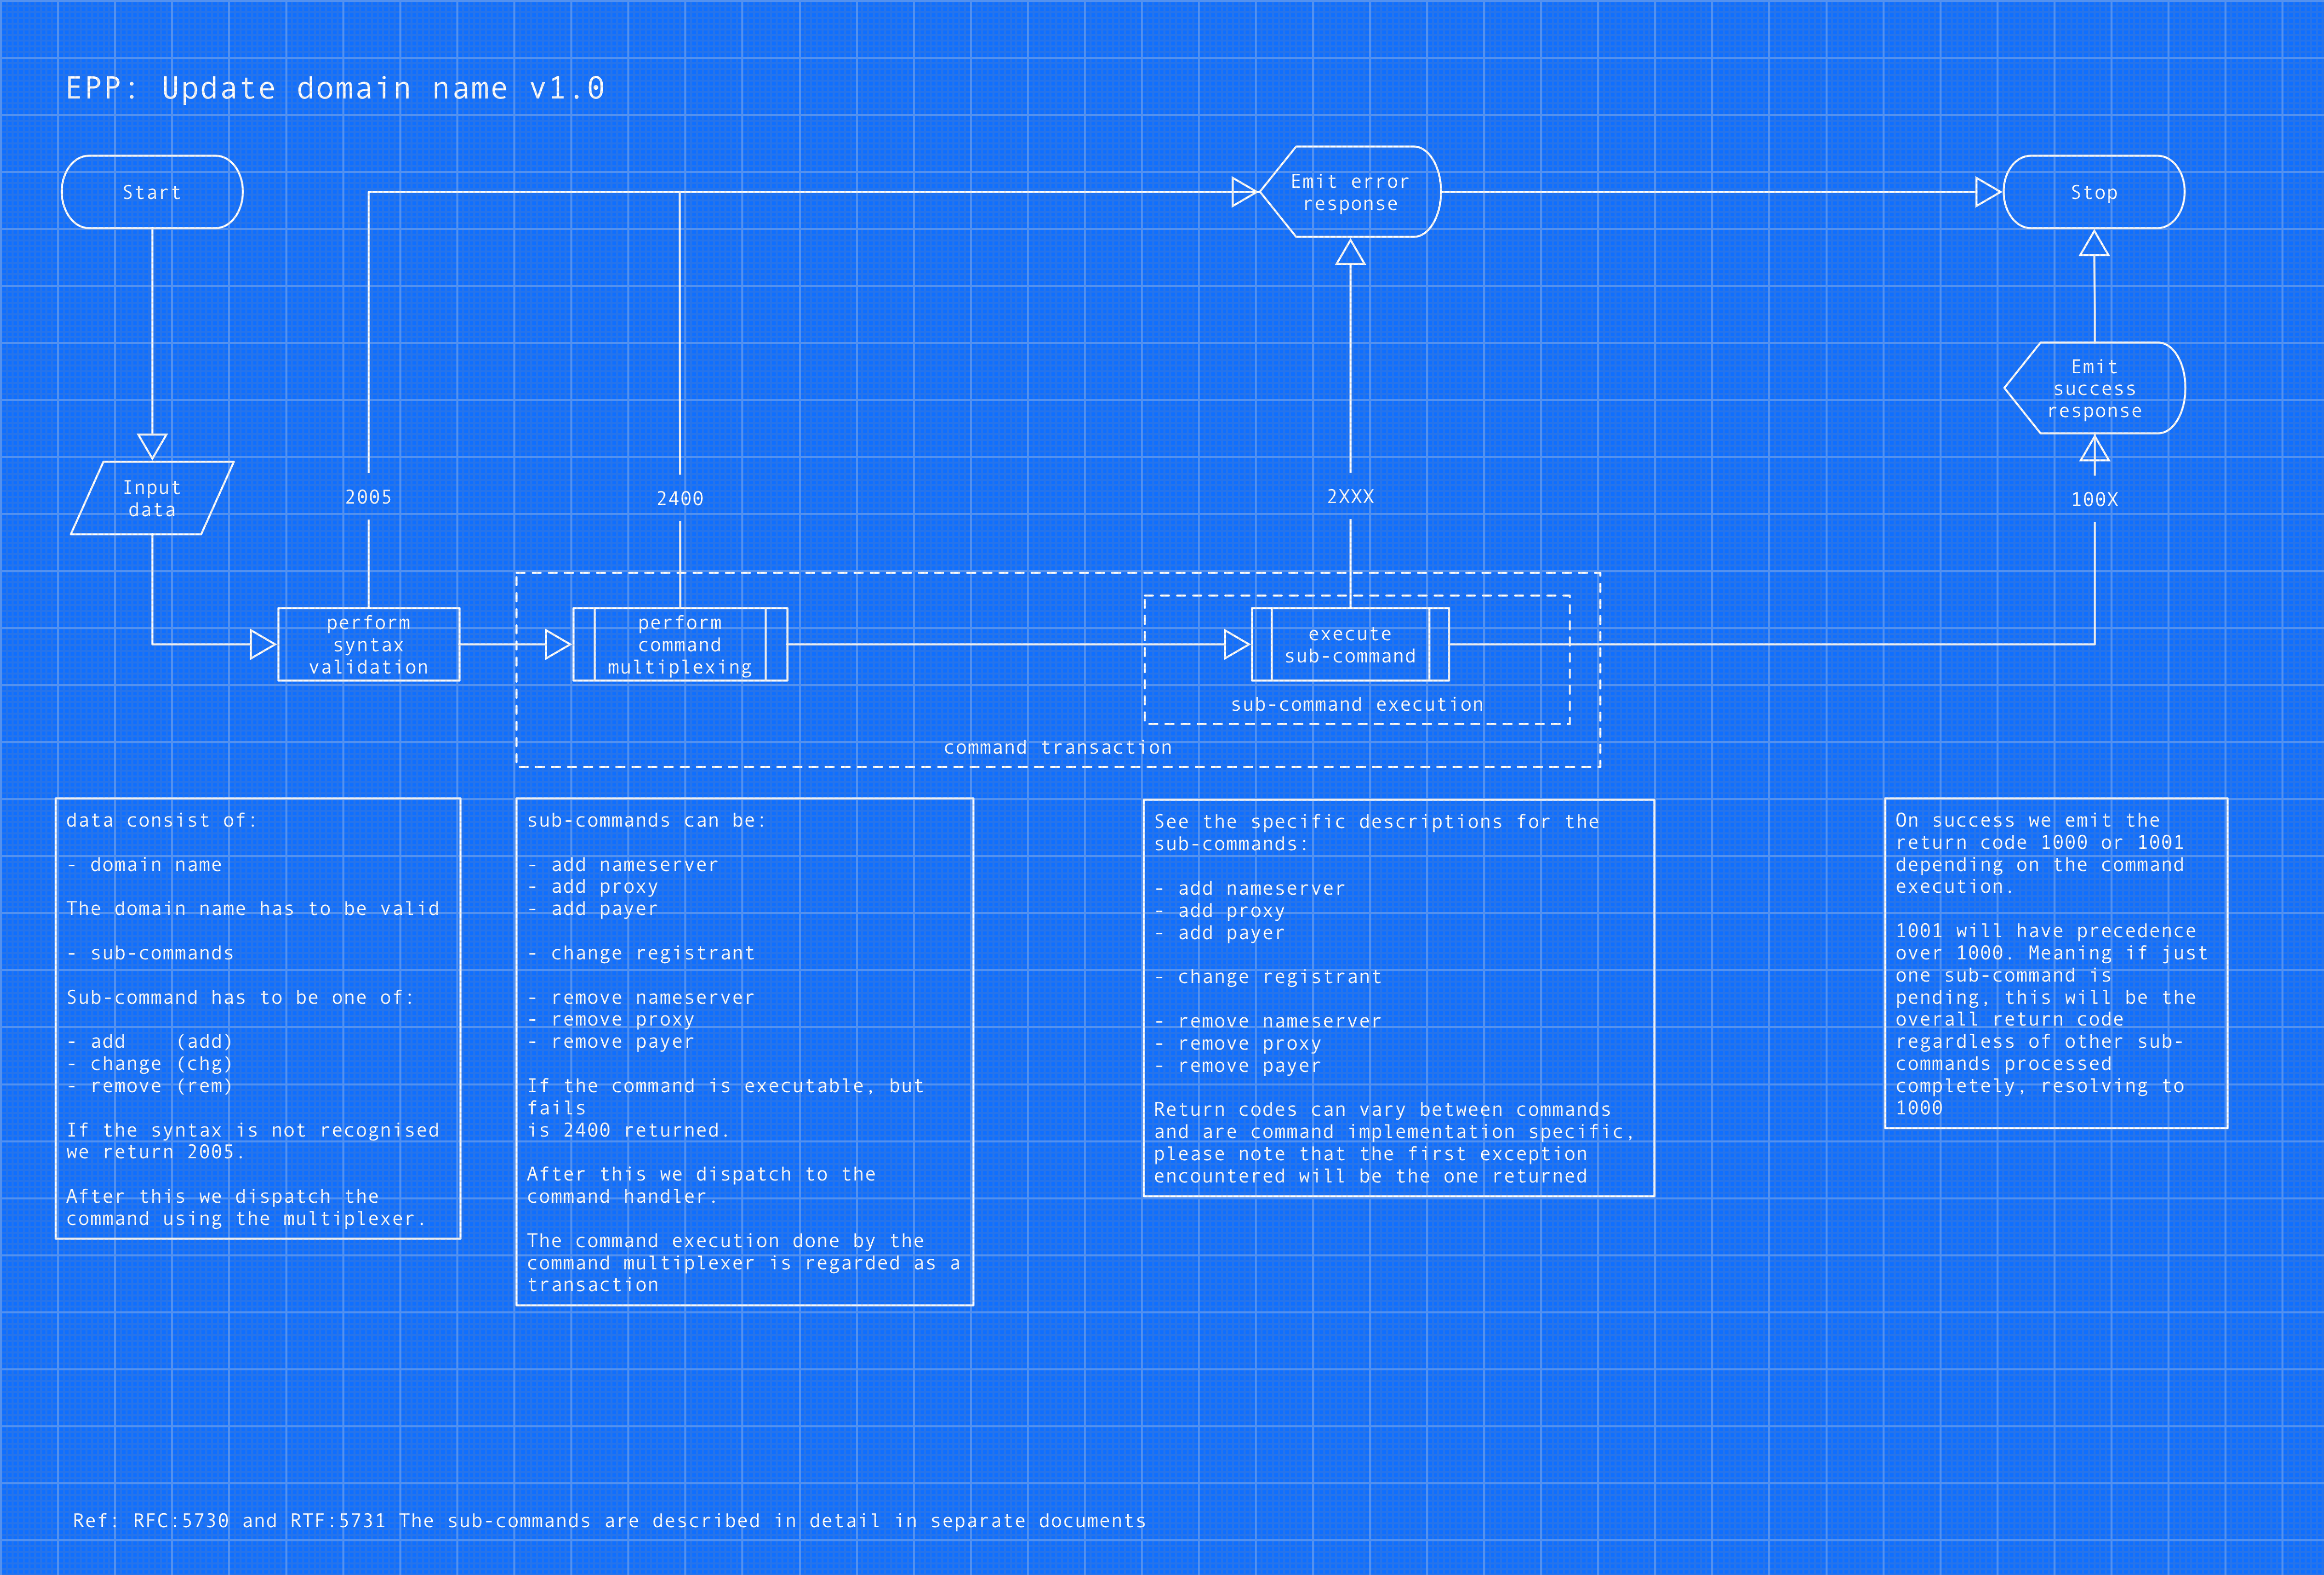 EPP: Update domain name v1.0
Start
Emit error
response
Stop
Emit
success
response
Input
data
2005
2400
2XXX
100X
perform
syntax
validation
perform
command
multiplexing
execute
sub-command
sub-command execution
command transaction
data consist of:
- domain name
The domain name has to be valid
- sub-commands
Sub-command has to be one of:
- add    (add)
- change (chg)
- remove (rem)
If the syntax is not recognised
we return 2005.
After this we dispatch the
command using the multiplexer.
sub-commands can be:
- add nameserver
- add proxy
- add payer
- change registrant
- remove nameserver
- remove proxy
- remove payer
If the command is executable, but
fails
is 2400 returned.
After this we dispatch to the
command handler.
The command execution done by the
command multiplexer is regarded as a
transaction
See the specific descriptions for the
sub-commands:
- add nameserver
- add proxy
- add payer
- change registrant
- remove nameserver
- remove proxy
- remove payer
Return codes can vary between commands
and are command implementation specific,
please note that the first exception
encountered will be the one returned
On success we emit the
return code 1000 or 1001
depending on the command
execution.
1001 will have precedence
over 1000. Meaning if just
one sub-command is
pending, this will be the
overall return code
regardless of other sub-
commands processed
completely, resolving to
1000
Ref: RFC:5730 and RTF:5731 The sub-commands are described in detail in separate documents